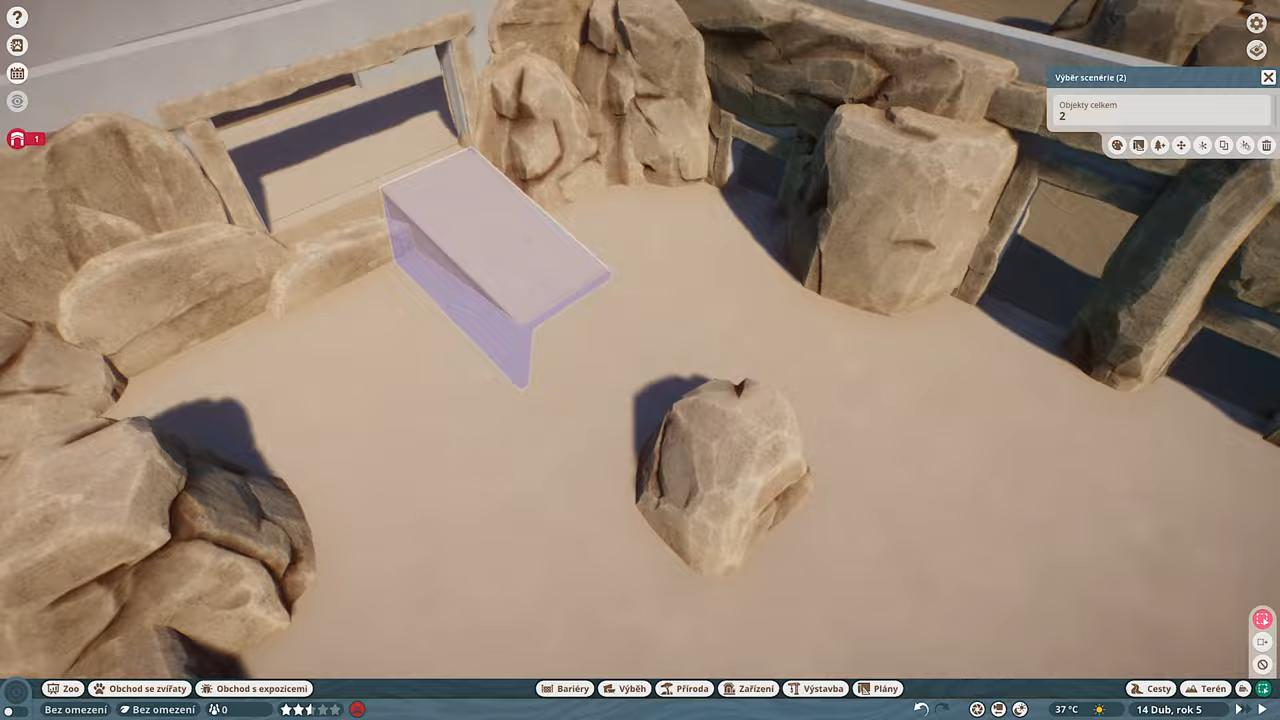 ?
1
Výběr scenérie (2)
Objekty celkem
2
Zoo
Obchod se zvířaty
Obchod s expozicemi
Bariéry
Výběh
Příroda
Zařízení
Výstavba
Plány
Cesty
Terén
Bez omezení
Bez omezení
0
37 °C
14 Dub, rok 5